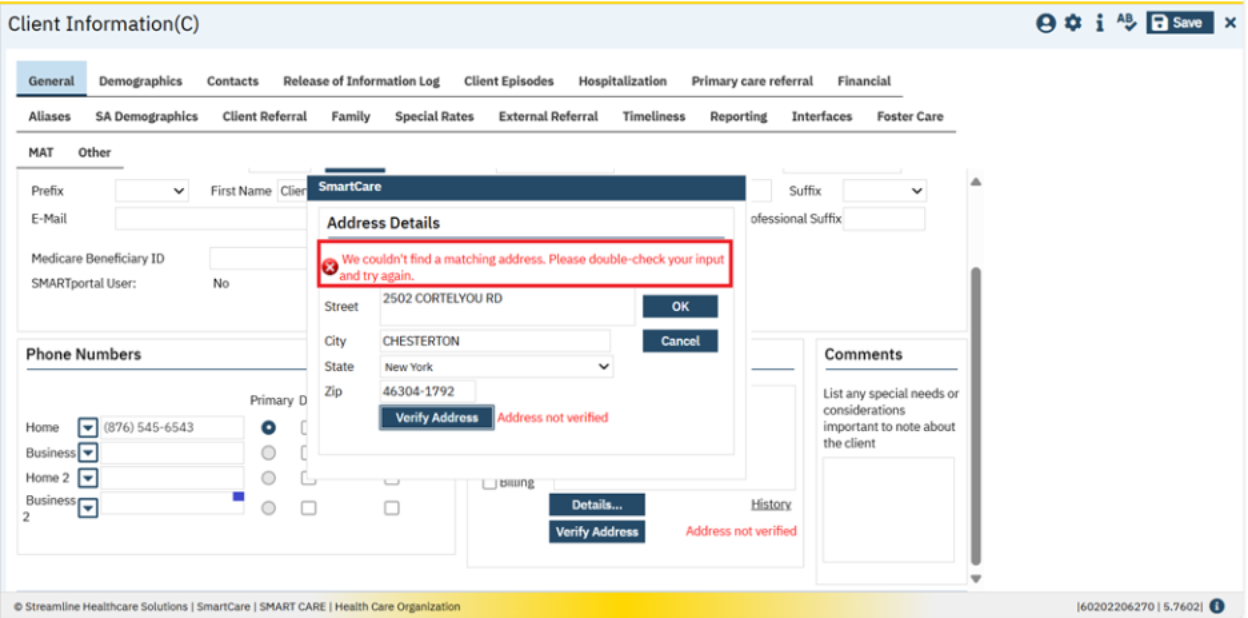 Client Information(C)
Save
General Demographics Contacts Release of Information Log Client Episodes Hospitalization Primary care referral Financial
Aliases SA Demographics Client Referral Family Special Rates External Referral Timeliness Reporting Interfaces Foster Care
MAT Other
Prefix First Name Clien Suffix
E-Mail ofessional Suffix
Medicare Beneficiary ID
SMARTportal User: No
SmartCare
Address Details
We couldn't find a matching address. Please double-check your input
and try again.
Street 2502 CORTELYOU RD OK
City CHESTERTON Cancel
State New York
Zip 46304-1792
Verify Address Address not verified
Phone Numbers
Primary D
Home (876) 545-6543
Business
Home 2
Business
2
Billing
Details... History
Verify Address Address not verified
Comments
List any special needs or
considerations
important to note about
the client
© Streamline Healthcare Solutions | SmartCare | SMART CARE | Health Care Organization |60202206270 | 5.7602|